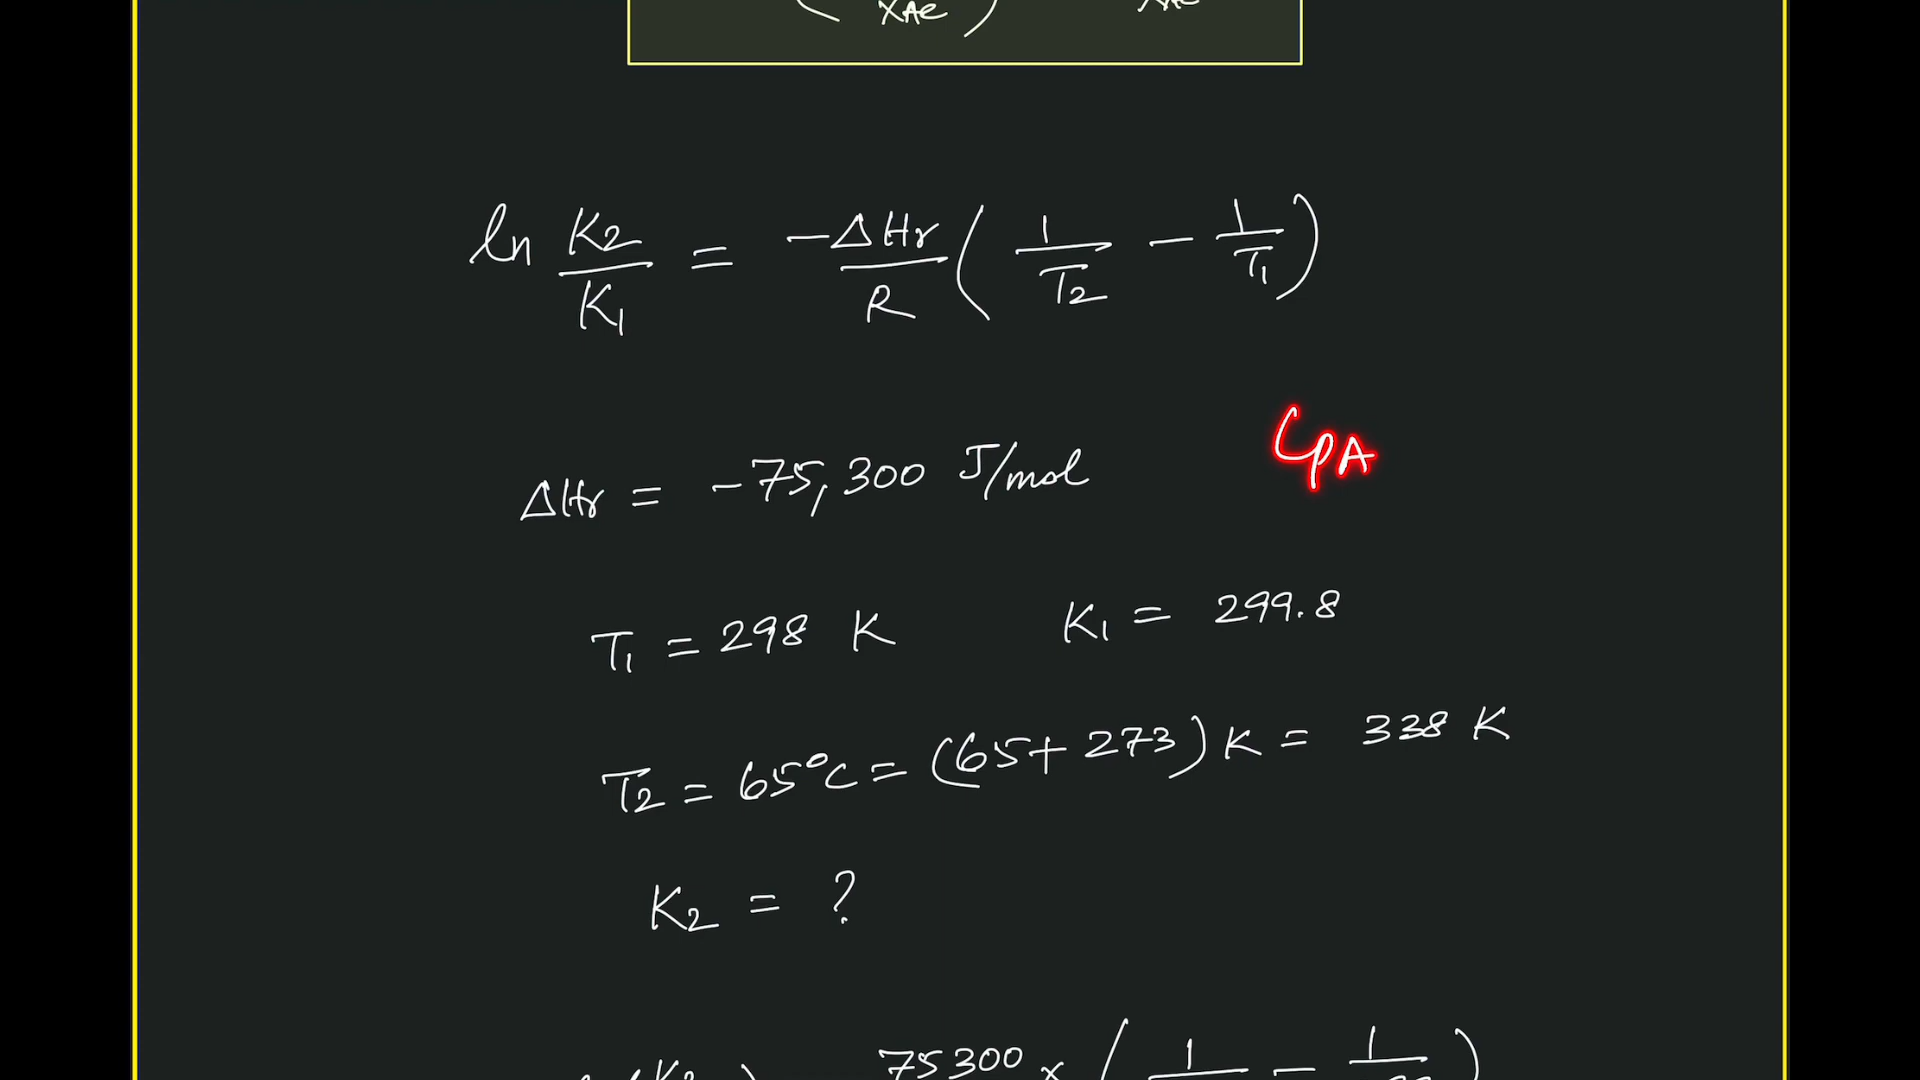 ( XAe )
ln K2/K1 = -ΔHr/R ( 1/T2 - 1/T1 )
CpA
ΔHr = -75,300 J/mol
T1 = 298 K K1 = 299.8
T2 = 65°C = (65+273) K = 338 K
K2 = ?
75300 × ( 1 - 1 )